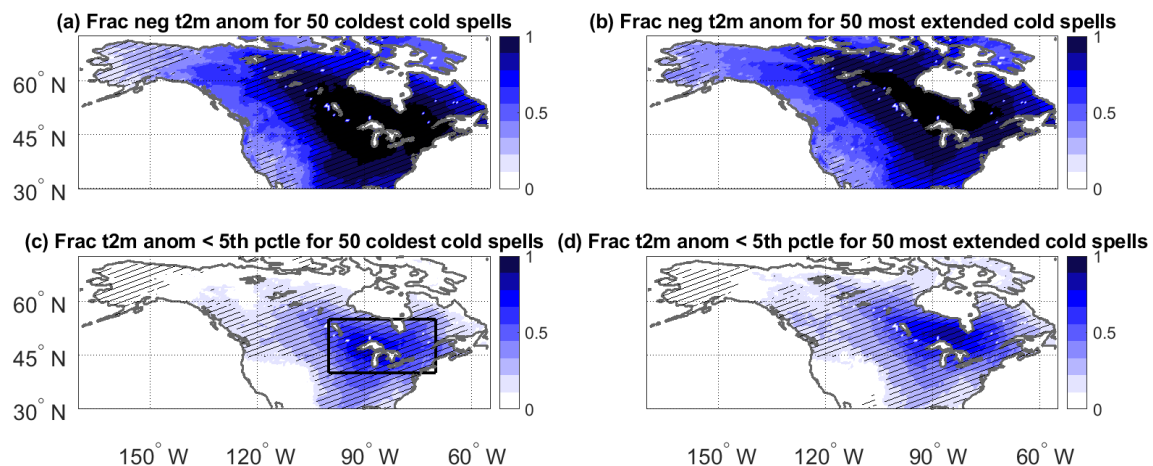 (a) Frac neg t2m anom for 50 coldest cold spells
(b) Frac neg t2m anom for 50 most extended cold spells
60° N
45° N
30° N
1
0.5
0
1
0.5
0
(c) Frac t2m anom < 5th pctle for 50 coldest cold spells
(d) Frac t2m anom < 5th pctle for 50 most extended cold spells
60° N
45° N
30° N
1
0.5
0
1
0.5
0
150° W 120° W 90° W 60° W
150° W 120° W 90° W 60° W